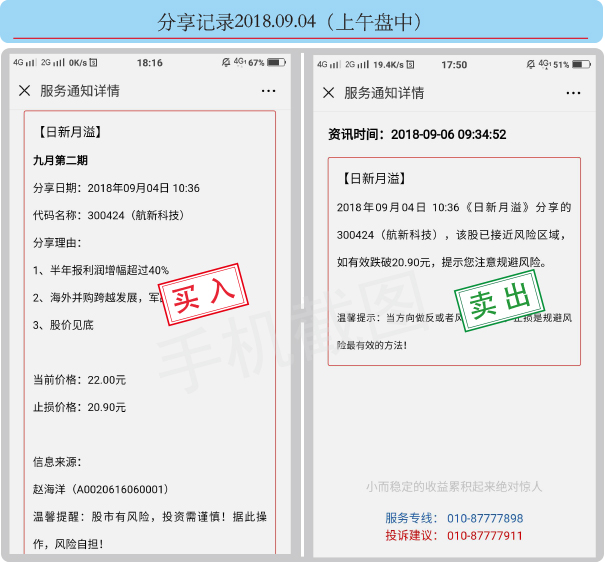 分享记录2018.09.04（上午盘中）
4G 2G 0K/s 18:16 4G 67%
服务通知详情
【日新月溢】
九月第二期
分享日期：2018年09月04日 10:36
代码名称：300424（航新科技）
分享理由：
1、半年报利润增幅超过40%
2、海外并购跨越发展，军
3、股价见底
买入
当前价格：22.00元
止损价格：20.90元
信息来源：
赵海洋（A0020616060001）
温馨提醒：股市有风险，投资需谨慎！据此操
作，风险自担！
4G 2G 19.4K/s 17:50 4G 51%
服务通知详情
资讯时间：2018-09-06 09:34:52
【日新月溢】
2018年09月04日 10:36《日新月溢》分享的
300424（航新科技），该股已接近风险区域，
如有效跌破20.90元，提示您注意规避风险。
卖出
温馨提示：当方向做反或者风 止损是规避风
险最有效的方法！
手机截图
小而稳定的收益累积起来绝对惊人
服务专线： 010-87777898
投诉建议： 010-87777911